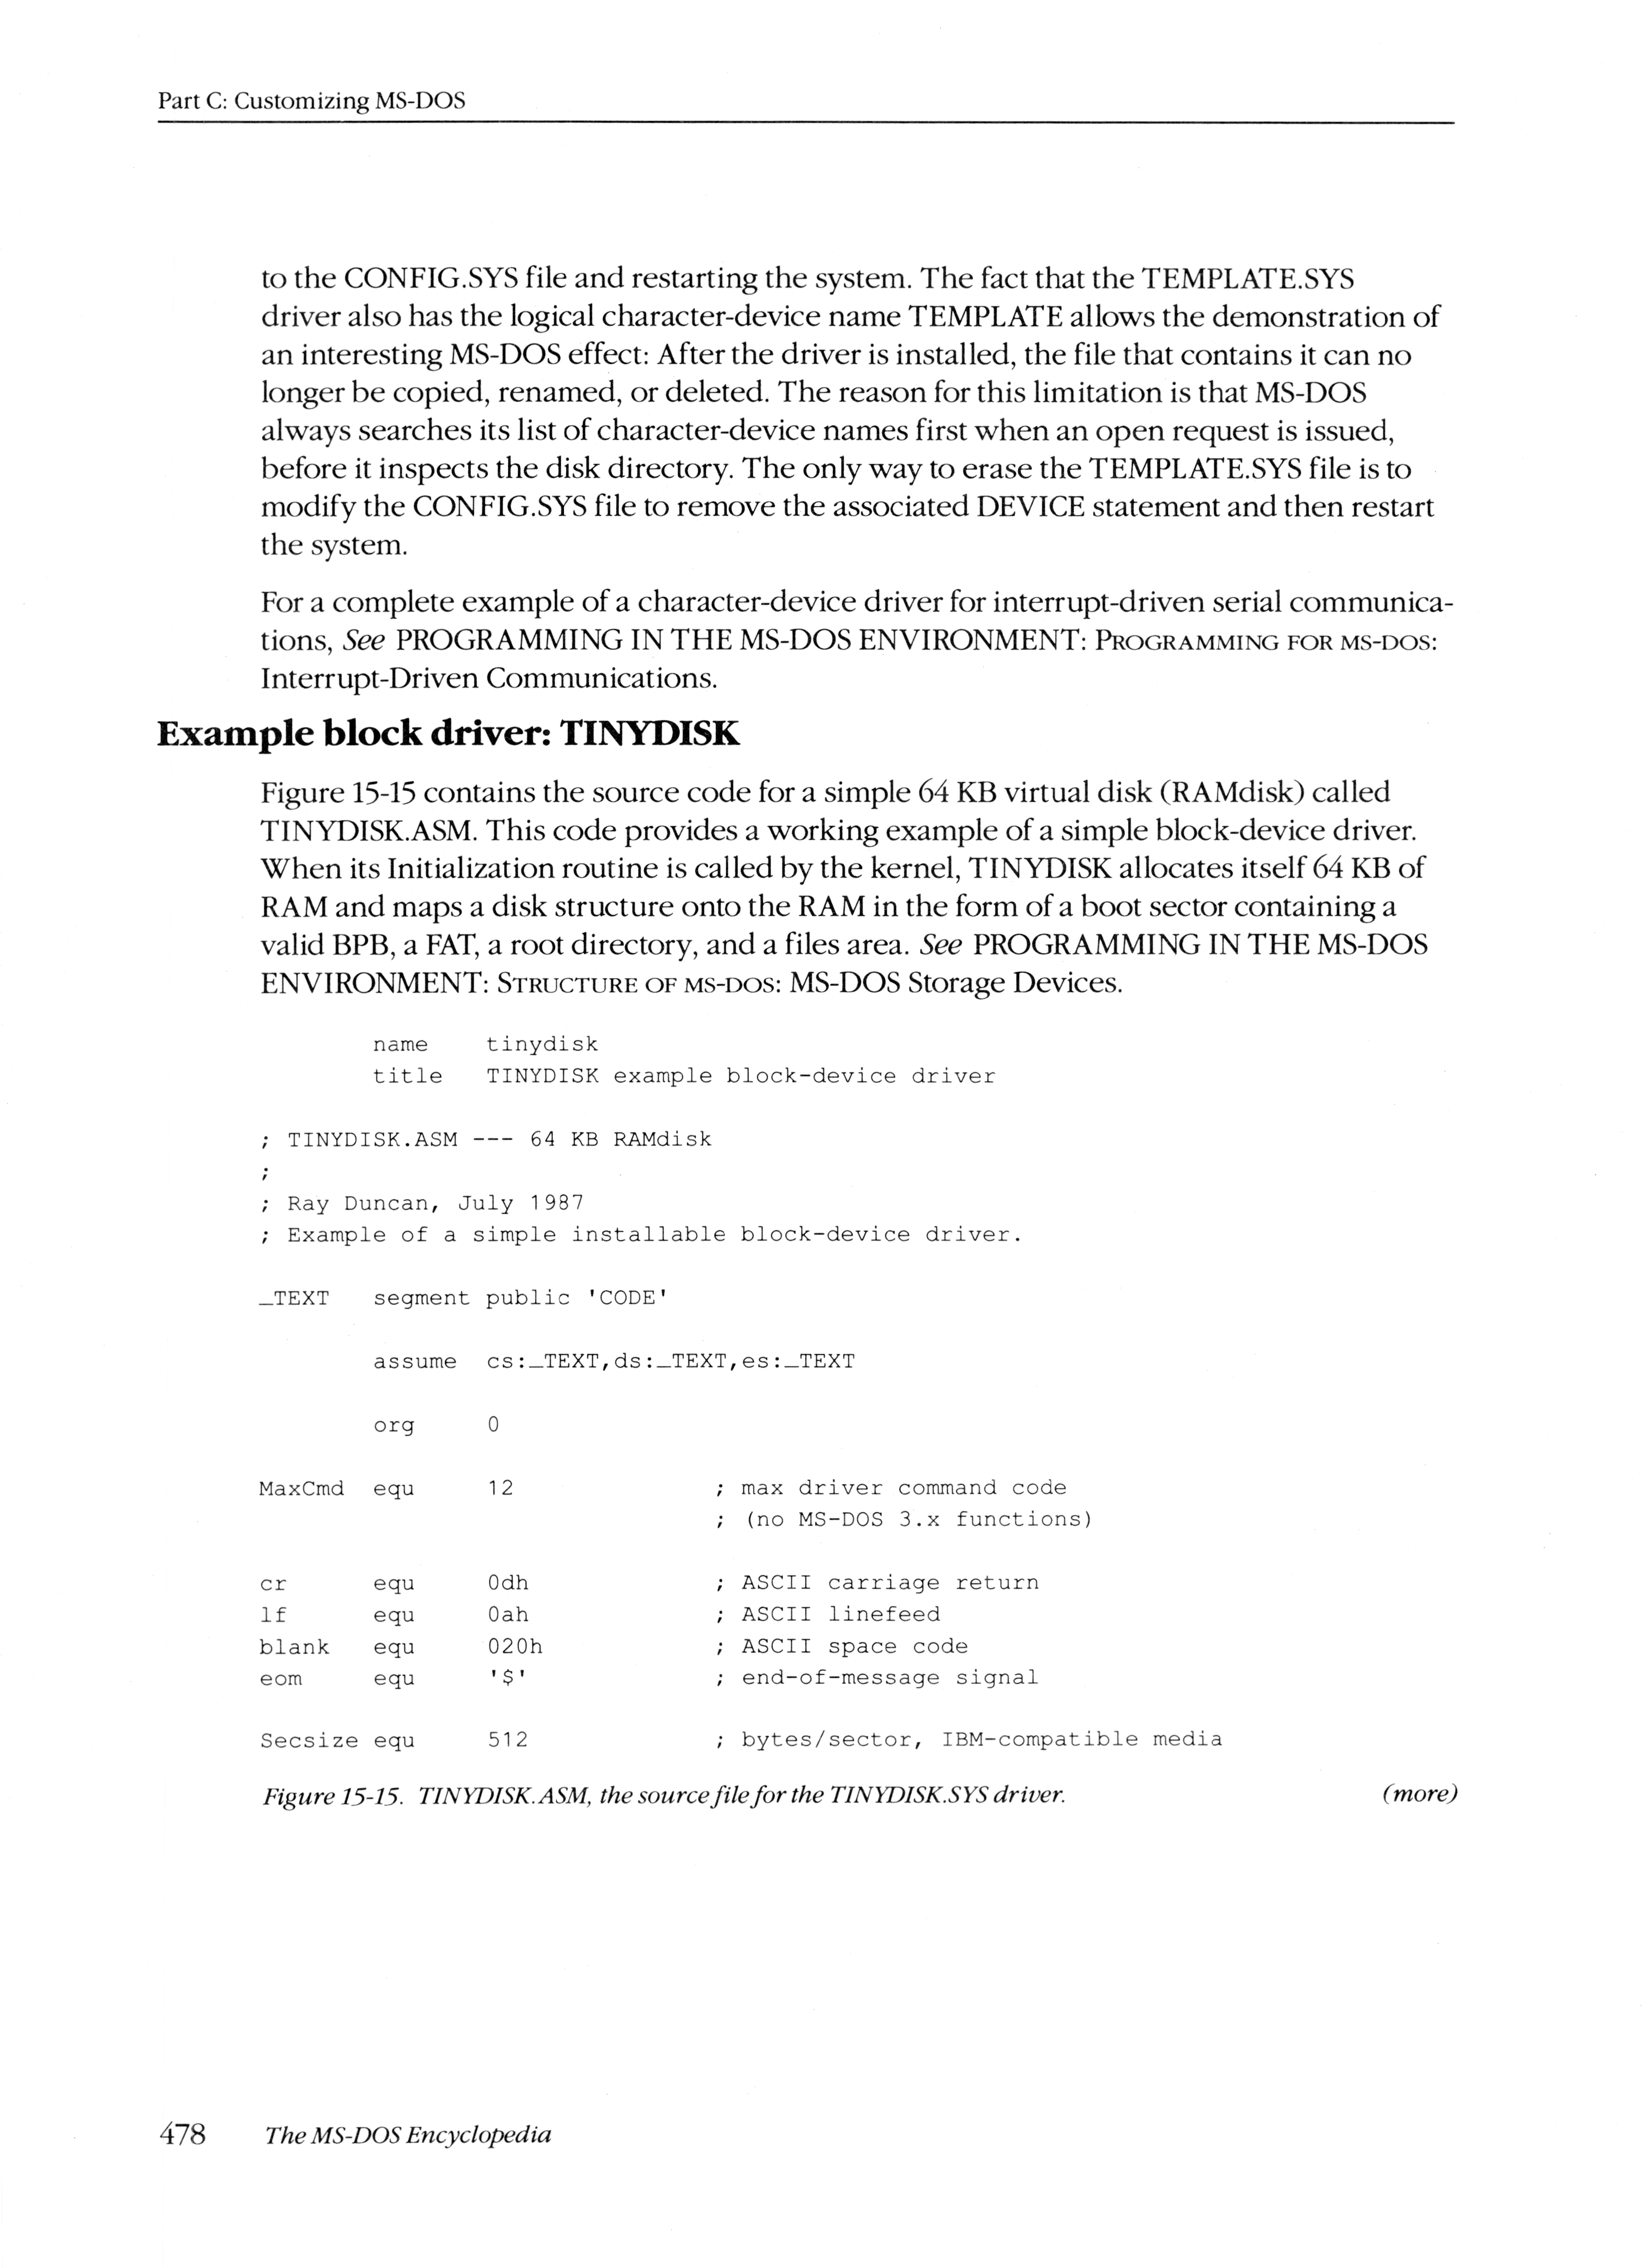 Part C: Customizing MS-DOS
to the CONFIG.SYS file and restarting the system. The fact that the TEMPLATE.SYS
driver also has the logical character-device name TEMPLATE allows the demonstration of
an interesting MS-DOS effect: After the driver is installed, the file that contains it can no
longer be copied, renamed, or deleted. The reason for this limitation is that MS-DOS
always searches its list of character-device names first when an open request is issued,
before it inspects the disk directory. The only way to erase the TEMPLATE.SYS file is to
modify the CONFIG.SYS file to remove the associated DEVICE statement and then restart
the system.
For a complete example of a character-device driver for interrupt-driven serial communica-
tions, See PROGRAMMING IN THE MS-DOS ENVIRONMENT: PROGRAMMING FOR MS-DOS:
Interrupt-Driven Communications.
Example block driver: TINYDISK
Figure 15-15 contains the source code for a simple 64 KB virtual disk (RAMdisk) called
TINYDISK.ASM. This code provides a working example of a simple block-device driver.
When its Initialization routine is called by the kernel, TINYDISK allocates itself 64 KB of
RAM and maps a disk structure onto the RAM in the form of a boot sector containing a
valid BPB, a FAT, a root directory, and a files area. See PROGRAMMING IN THE MS-DOS
ENVIRONMENT: STRUCTURE OF MS-DOS: MS-DOS Storage Devices.
        name    tinydisk
        title   TINYDISK example block-device driver
; TINYDISK.ASM --- 64 KB RAMdisk
;
; Ray Duncan, July 1987
; Example of a simple installable block-device driver.
_TEXT   segment public 'CODE'
        assume  cs:_TEXT,ds:_TEXT,es:_TEXT
        org     0
MaxCmd  equ     12              ; max driver command code
                                ; (no MS-DOS 3.x functions)
cr      equ     0dh             ; ASCII carriage return
lf      equ     0ah             ; ASCII linefeed
blank   equ     020h            ; ASCII space code
eom     equ     '$'             ; end-of-message signal
Secsize equ     512             ; bytes/sector, IBM-compatible media
Figure 15-15. TINYDISK.ASM, the source file for the TINYDISK.SYS driver. (more)
478 The MS-DOS Encyclopedia